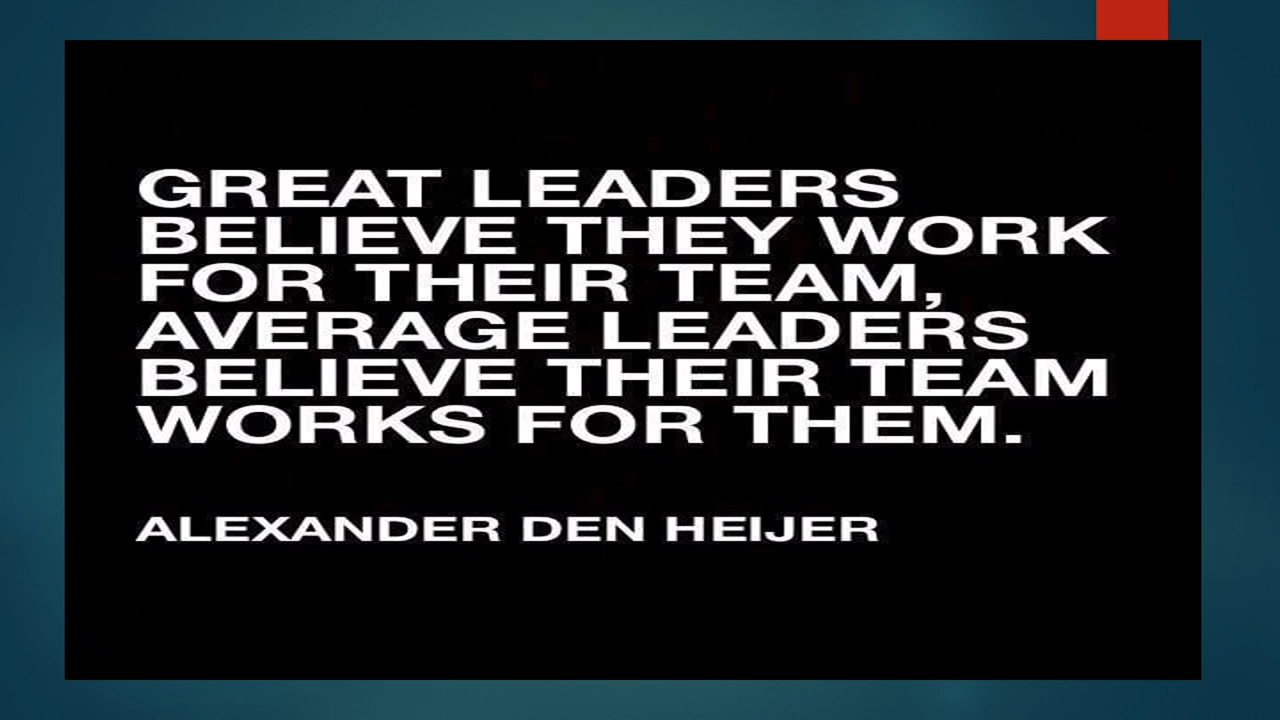 GREAT LEADERS
BELIEVE THEY WORK
FOR THEIR TEAM,
AVERAGE LEADERS
BELIEVE THEIR TEAM
WORKS FOR THEM.
ALEXANDER DEN HEIJER